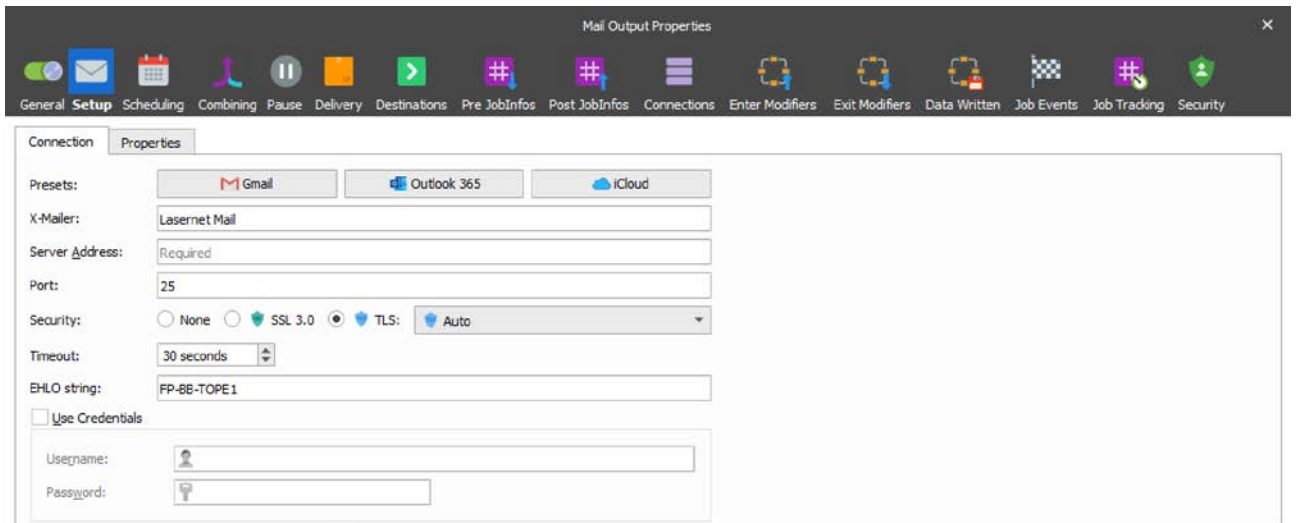 Mail Output Properties
General Setup Scheduling Combining Pause Delivery Destinations Pre JobInfos Post JobInfos Connections Enter Modifiers Exit Modifiers Data Written Job Events Job Tracking Security
Connection Properties
Presets: Gmail Outlook 365 iCloud
X-Mailer: Lasernet Mail
Server Address: Required
Port: 25
Security: None SSL 3.0 TLS: Auto
Timeout: 30 seconds
EHLO string: FP-BB-TOPE1
Use Credentials
Username:
Password: